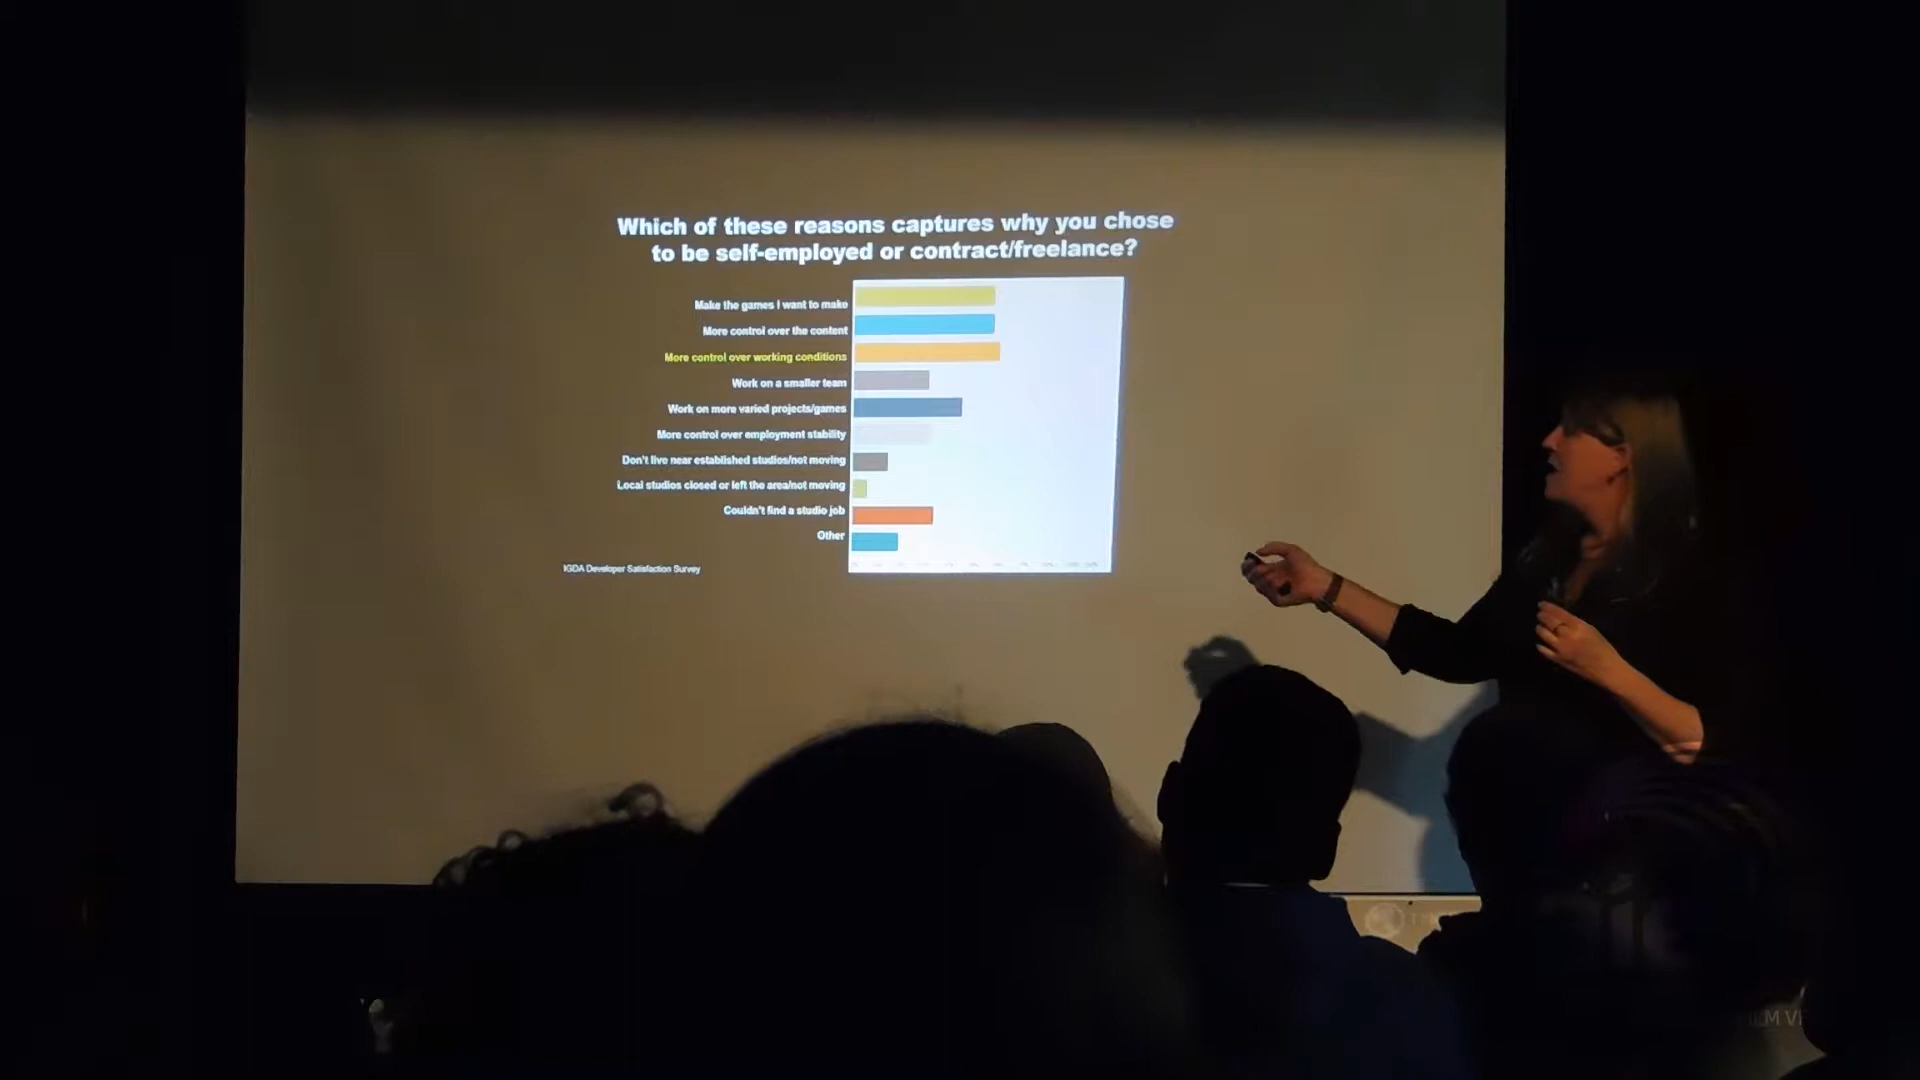 Which of these reasons captures why you chose
to be self-employed or contract/freelance?
Make the games I want to make
More control over the content
More control over working conditions
Work on a smaller team
Work on more varied projects/games
More control over employment stability
Don't live near established studios/not moving
Local studios closed or left the area/not moving
Couldn't find a studio job
Other
IGDA Developer Satisfaction Survey